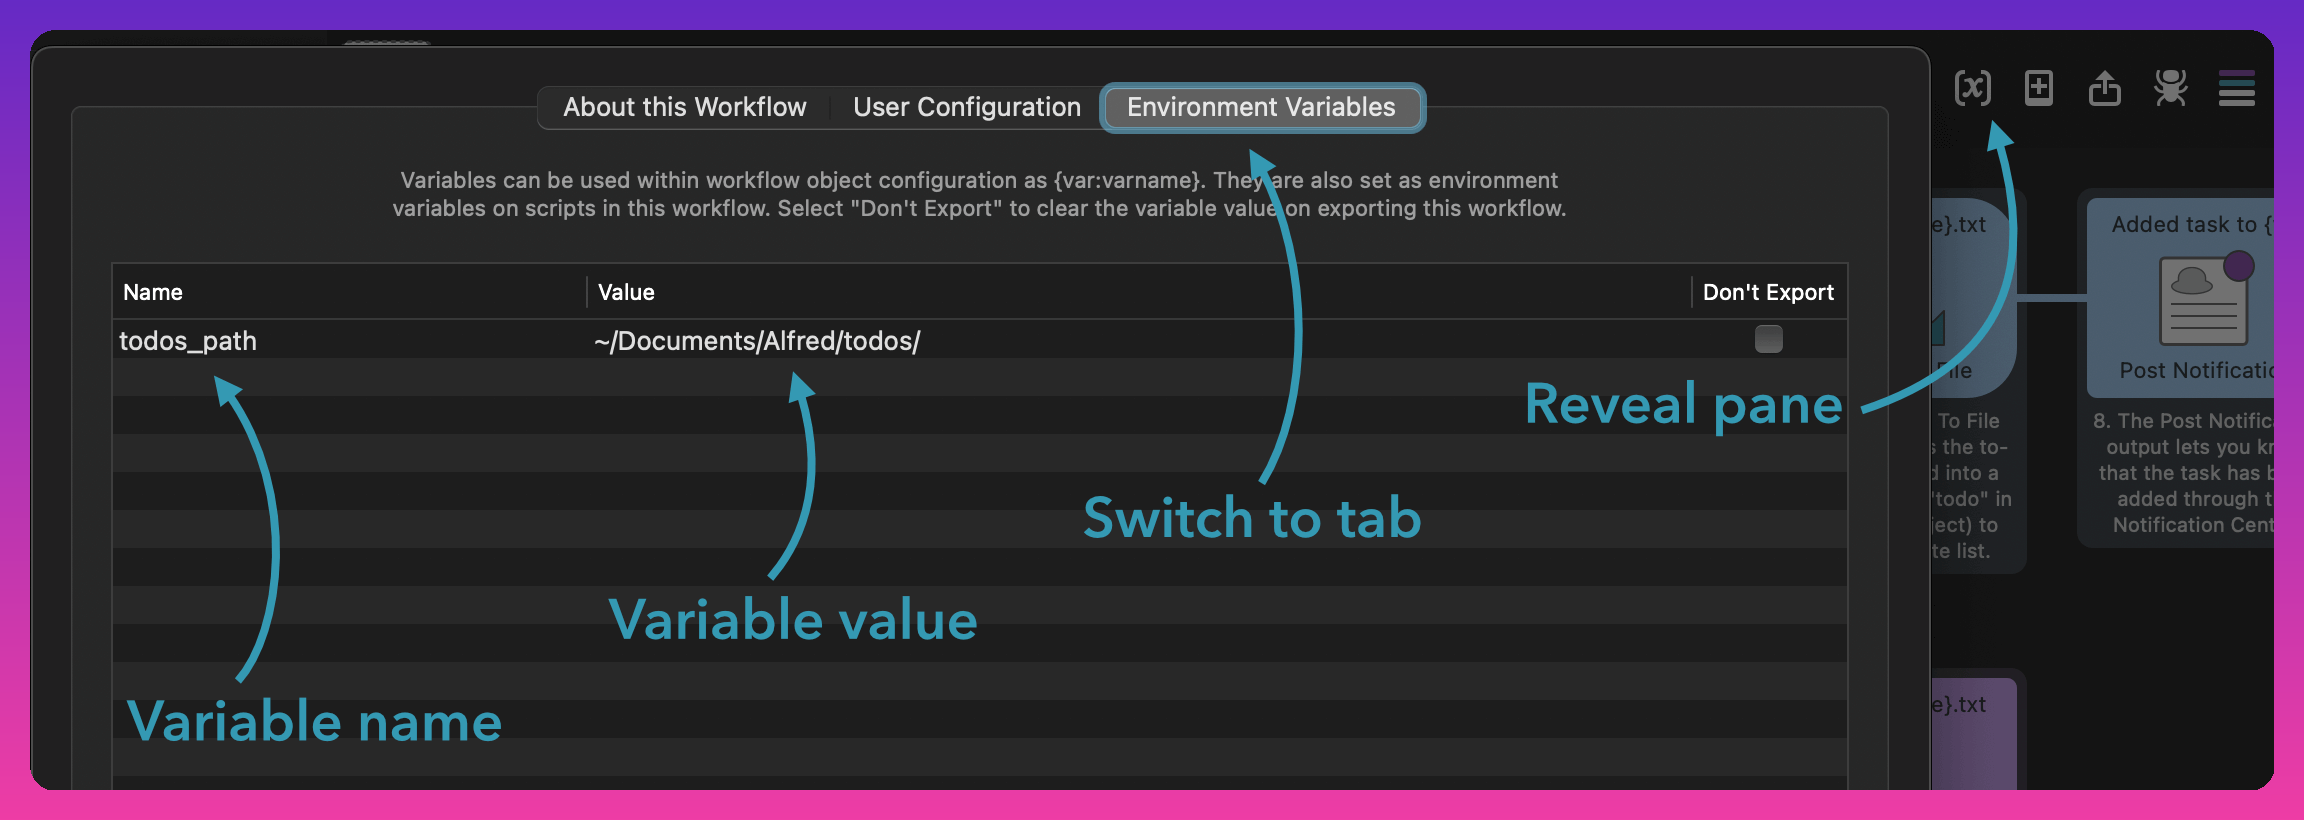 About this Workflow
User Configuration
Environment Variables
[x]
Variables can be used within workflow object configuration as {var:varname}. They are also set as environment
variables on scripts in this workflow. Select "Don't Export" to clear the variable value on exporting this workflow.
Name
Value
Don't Export
todos_path
~/Documents/Alfred/todos/
Reveal pane
Switch to tab
Variable value
Variable name
e}.txt
File
To File
s the to-
d into a
"todo" in
ject) to
te list.
Added task to {
Post Notificatio
8. The Post Notific
output lets you kn
that the task has b
added through t
Notification Cent
e}.txt